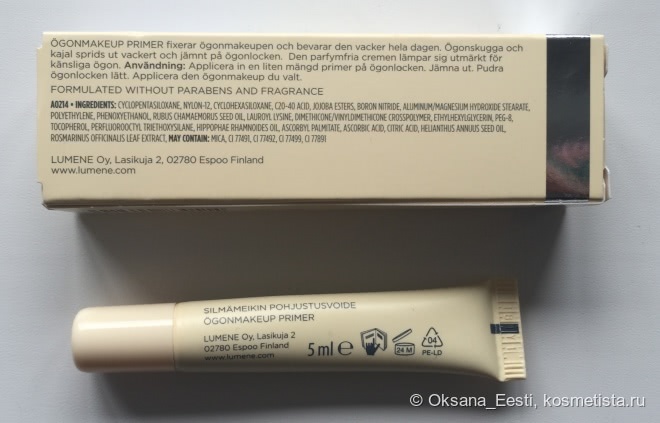 ÖGONMAKEUP PRIMER fixerar ögonmakeupen och bevarar den vacker hela dagen. Ögonskugga och
kajal sprids ut vackert och jämnt på ögonlocken. Den parfymfria cremen lämpar sig utmärkt för
känsliga ögon. Användning: Applicera in en liten mängd primer på ögonlocken. Jämna ut. Pudra
ögonlocken lätt. Applicera den ögonmakeup du valt.
FORMULATED WITHOUT PARABENS AND FRAGRANCE
A0214 • INGREDIENTS: CYCLOPENTASILOXANE, NYLON-12, CYCLOHEXASILOXANE, C20-40 ACID, JOJOBA ESTERS, BORON NITRIDE, ALUMINUM/MAGNESIUM HYDROXIDE STEARATE,
POLYETHYLENE, PHENOXYETHANOL, RUBUS CHAMAEMORUS SEED OIL, LAUROYL LYSINE, DIMETHICONE/VINYLDIMETHICONE CROSSPOLYMER, ETHYLHEXYLGLYCERIN, PEG-8,
TOCOPHEROL, PERFLUOROOCTYL TRIETHOXYSILANE, HIPPOPHAE RHAMNOIDES OIL, ASCORBYL PALMITATE, ASCORBIC ACID, CITRIC ACID, HELIANTHUS ANNUUS SEED OIL,
ROSMARINUS OFFICINALIS LEAF EXTRACT, MAY CONTAIN: MICA, CI 77491, CI 77492, CI 77499, CI 77891
LUMENE Oy, Lasikuja 2, 02780 Espoo Finland
www.lumene.com
SILMÄMEIKIN POHJUSTUSVOIDE
ÖGONMAKEUP PRIMER
LUMENE Oy, Lasikuja 2
02780 Espoo Finland
www.lumene.com
5 ml e
24 M
04
PE-LD
© Oksana_Eesti, kosmetista.ru